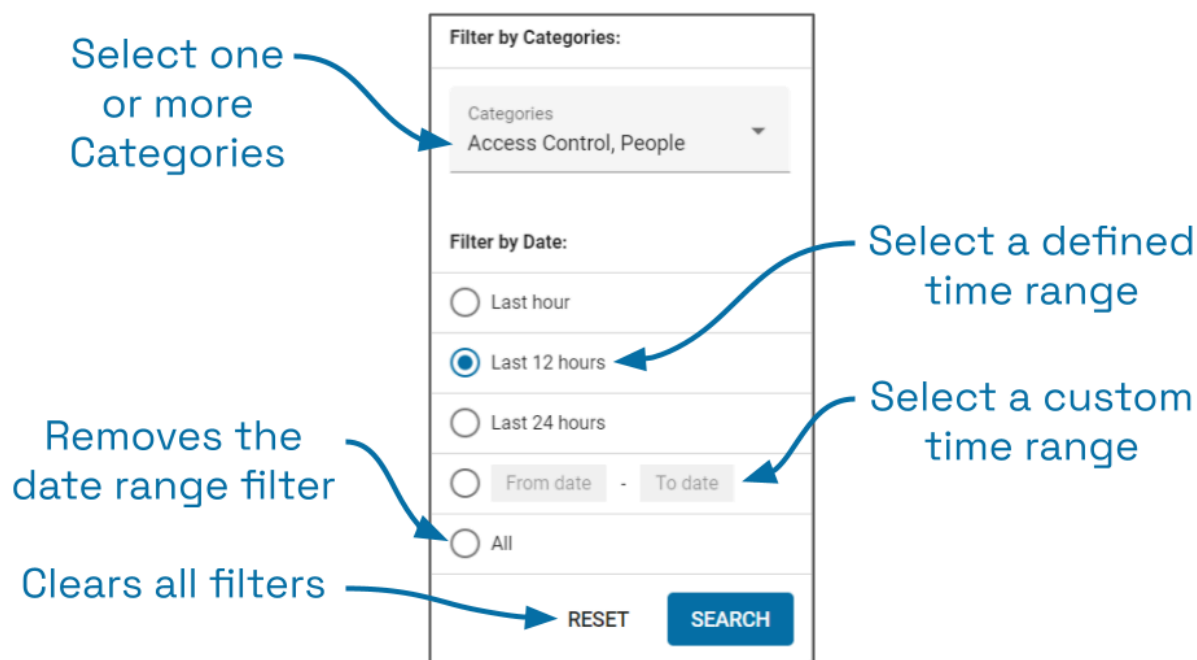 Select one
or more
Categories
Filter by Categories:
Categories
Access Control, People
Filter by Date:
Select a defined
time range
Last hour
Last 12 hours
Select a custom
time range
Last 24 hours
Removes the
date range filter
From date - To date
All
Clears all filters
RESET SEARCH